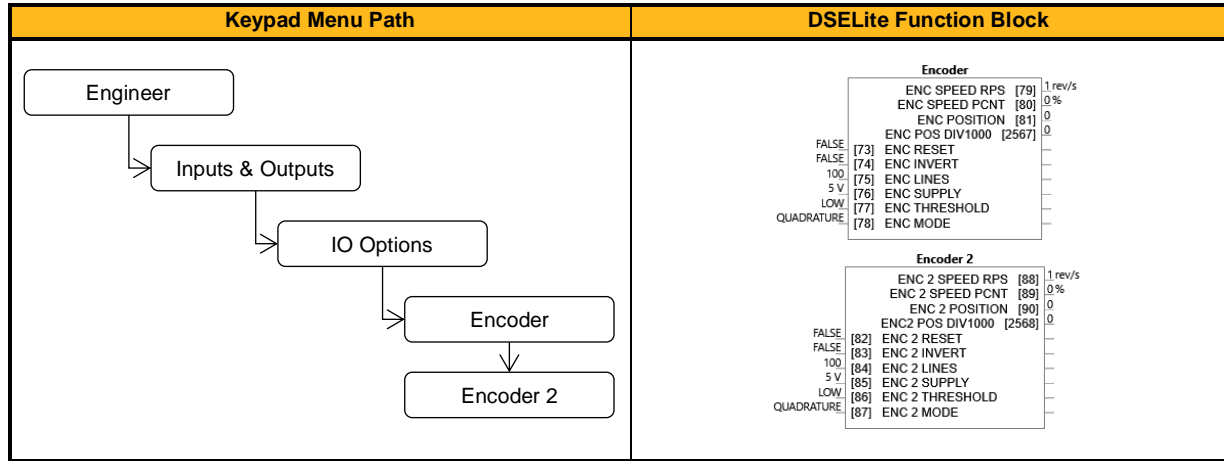 Keypad Menu Path
DSELite Function Block
Engineer
Inputs & Outputs
IO Options
Encoder
Encoder 2
Encoder
ENC SPEED RPS [79] 1 rev/s
ENC SPEED PCNT [80] 0 %
ENC POSITION [81] 0
ENC POS DIV1000 [2567] 0
FALSE [73] ENC RESET
FALSE [74] ENC INVERT
100 [75] ENC LINES
5 V [76] ENC SUPPLY
LOW [77] ENC THRESHOLD
QUADRATURE [78] ENC MODE
Encoder 2
ENC 2 SPEED RPS [88] 1 rev/s
ENC 2 SPEED PCNT [89] 0 %
ENC 2 POSITION [90] 0
ENC2 POS DIV1000 [2568] 0
FALSE [82] ENC 2 RESET
FALSE [83] ENC 2 INVERT
100 [84] ENC 2 LINES
5 V [85] ENC 2 SUPPLY
LOW [86] ENC 2 THRESHOLD
QUADRATURE [87] ENC 2 MODE